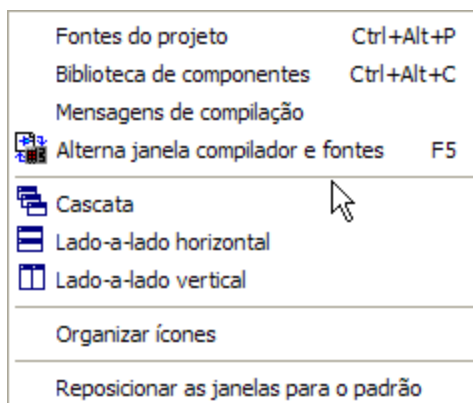 Fontes do projeto Ctrl+Alt+P
Biblioteca de componentes Ctrl+Alt+C
Mensagens de compilação
Alterna janela compilador e fontes F5
Cascata
Lado-a-lado horizontal
Lado-a-lado vertical
Organizar ícones
Reposicionar as janelas para o padrão